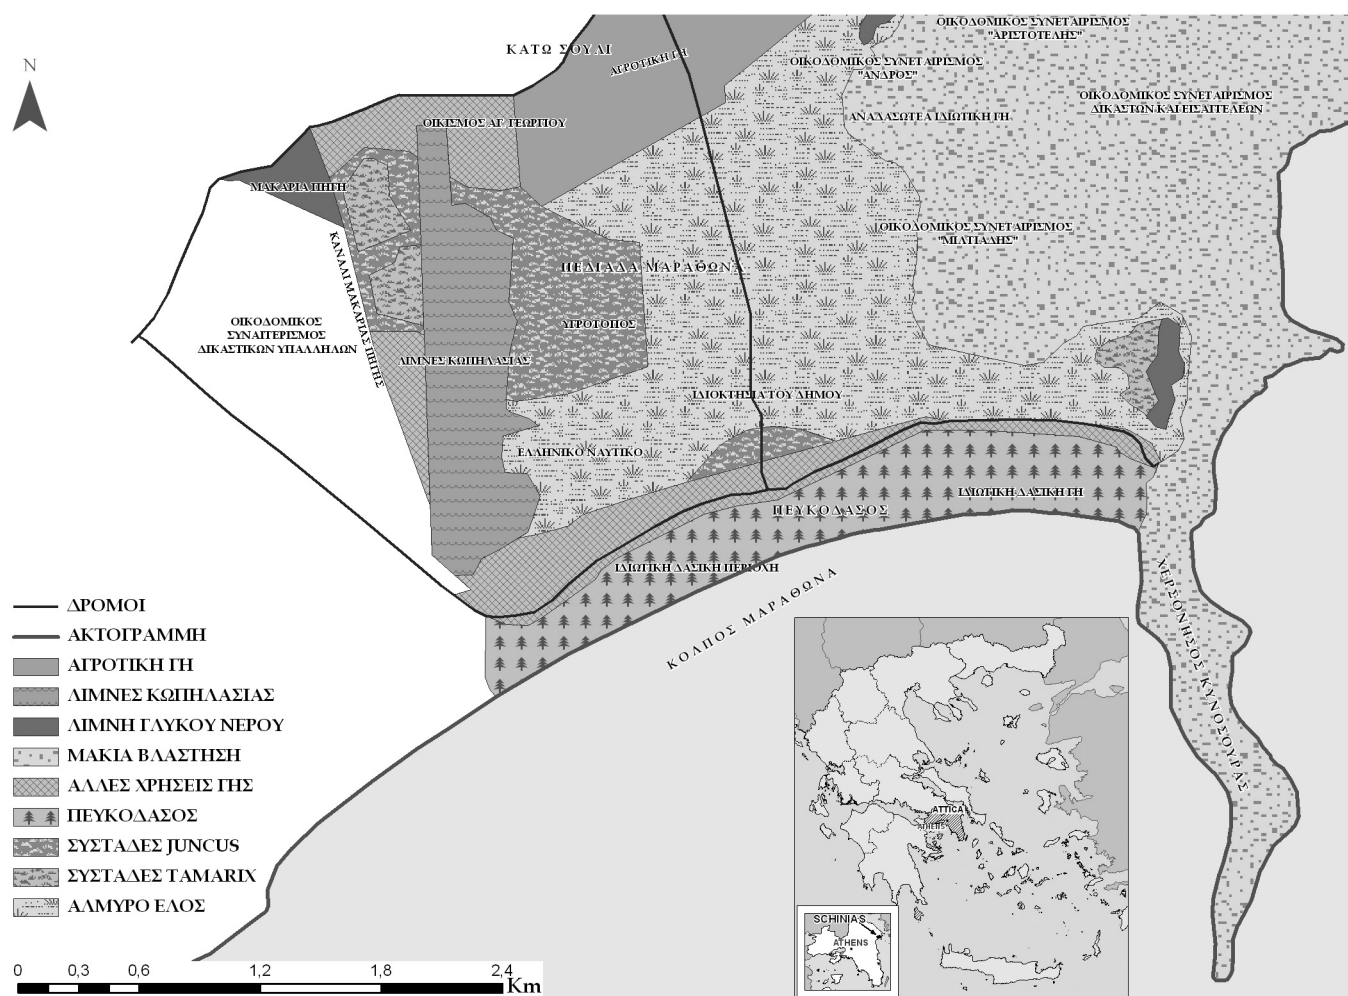 ΟΙΚΟΔΟΜΙΚΟΣ ΣΥΝΕΤΑΙΡΙΣΜΟΣ
"ΑΡΙΣΤΟΤΕΛΗΣ"
ΚΑΤΩ ΣΟΥΛΙ
ΑΓΡΟΤΙΚΗ ΓΗ
ΟΙΚΟΔΟΜΙΚΟΣ ΣΥΝΕΤΑΙΡΙΣΜΟΣ
"ΑΝΔΡΟΣ"
ΟΙΚΟΔΟΜΙΚΟΣ ΣΥΝΕΤΑΙΡΙΣΜΟΣ
ΔΙΚΑΣΤΩΝ ΚΑΙ ΕΙΣΑΓΓΕΛΕΩΝ
N
ΟΙΚΙΣΜΟΣ ΑΓ. ΓΕΩΡΓΙΟΥ
ΑΝΑΔΑΣΩΤΕΑ ΙΔΙΩΤΙΚΗ ΓΗ
ΜΑΚΑΡΙΑ ΠΗΓΗ
ΚΑΝΑΛΙ ΜΑΚΑΡΙΑΣ ΠΗΓΗΣ
ΟΙΚΟΔΟΜΙΚΟΣ ΣΥΝΕΤΑΙΡΙΣΜΟΣ
"ΜΙΛΤΙΑΔΗΣ"
ΠΕΔΙΑΔΑ ΜΑΡΑΘΩΝΑ
ΟΙΚΟΔΟΜΙΚΟΣ
ΣΥΝΑΙΤΕΡΙΣΜΟΣ
ΔΙΚΑΣΤΙΚΩΝ ΥΠΑΛΛΗΛΩΝ
ΥΓΡΟΤΟΠΟΣ
ΛΙΜΝΕΣ ΚΩΠΗΛΑΣΙΑΣ
ΙΔΙΟΚΤΗΣΙΑ ΤΟΥ ΔΗΜΟΥ
ΕΛΛΗΝΙΚΟ ΝΑΥΤΙΚΟ
ΙΔΙΩΤΙΚΗ ΔΑΣΙΚΗ ΓΗ
ΠΕΥΚΟΔΑΣΟΣ
ΙΔΙΩΤΙΚΗ ΔΑΣΙΚΗ ΠΕΡΙΟΧΗ
ΚΟΛΠΟΣ ΜΑΡΑΘΩΝΑ
ΧΕΡΣΟΝΗΣΟΣ ΚΥΝΟΣΟΥΡΑΣ
ΔΡΟΜΟΙ
ΑΚΤΟΓΡΑΜΜΗ
ΑΓΡΟΤΙΚΗ ΓΗ
ΛΙΜΝΕΣ ΚΩΠΗΛΑΣΙΑΣ
ΛΙΜΝΗ ΓΛΥΚΟΥ ΝΕΡΟΥ
ΜΑΚΙΑ ΒΛΑΣΤΗΣΗ
ΑΛΛΕΣ ΧΡΗΣΕΙΣ ΓΗΣ
ΠΕΥΚΟΔΑΣΟΣ
ΣΥΣΤΑΔΕΣ JUNCUS
ΣΥΣΤΑΔΕΣ TAMARIX
ΑΛΜΥΡΟ ΕΛΟΣ
ATTICA
ATHENS
SCHINIAS
ATHENS
0 0,3 0,6 1,2 1,8 2,4
Km